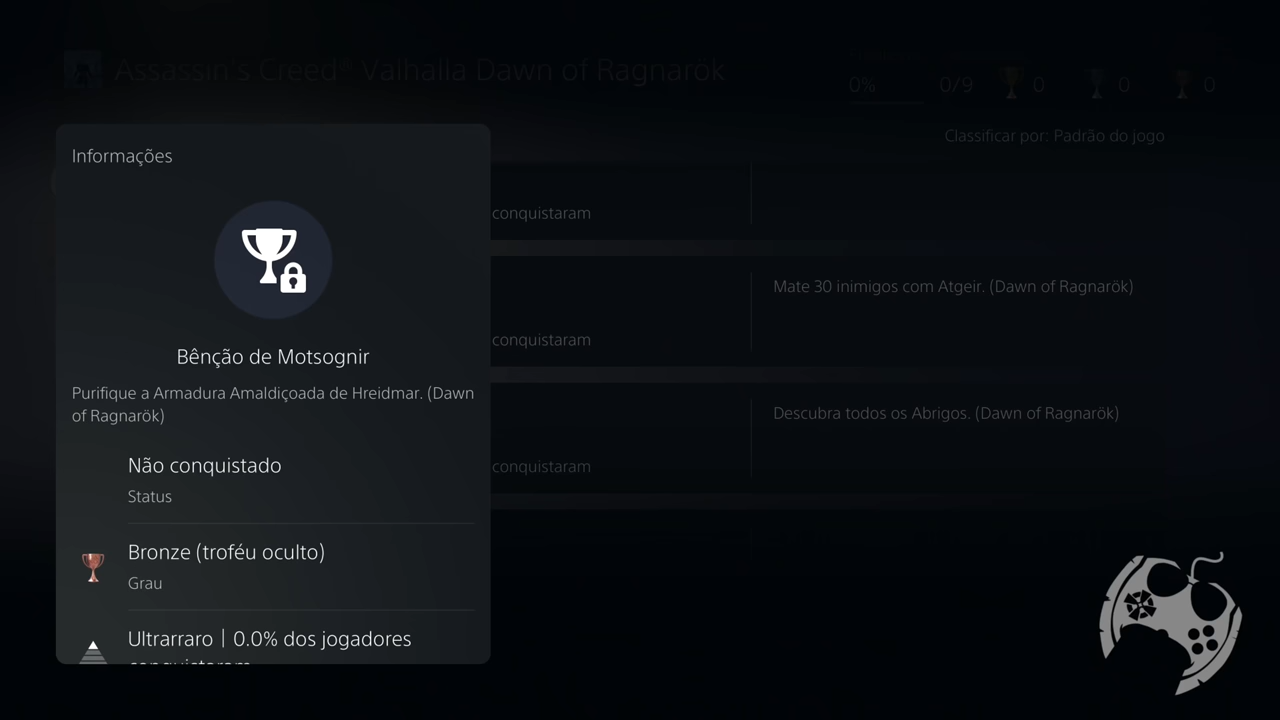 Assassin's Creed® Valhalla Dawn of Ragnarök
0%
0/9
0
0
0
Classificar por: Padrão do jogo
Informações
conquistaram
Mate 30 inimigos com Atgeir. (Dawn of Ragnarök)
conquistaram
Bênção de Motsognir
Purifique a Armadura Amaldiçoada de Hreidmar. (Dawn
of Ragnarök)
Descubra todos os Abrigos. (Dawn of Ragnarök)
conquistaram
Não conquistado
Status
Bronze (troféu oculto)
Grau
Ultrarraro | 0.0% dos jogadores
conquistaram